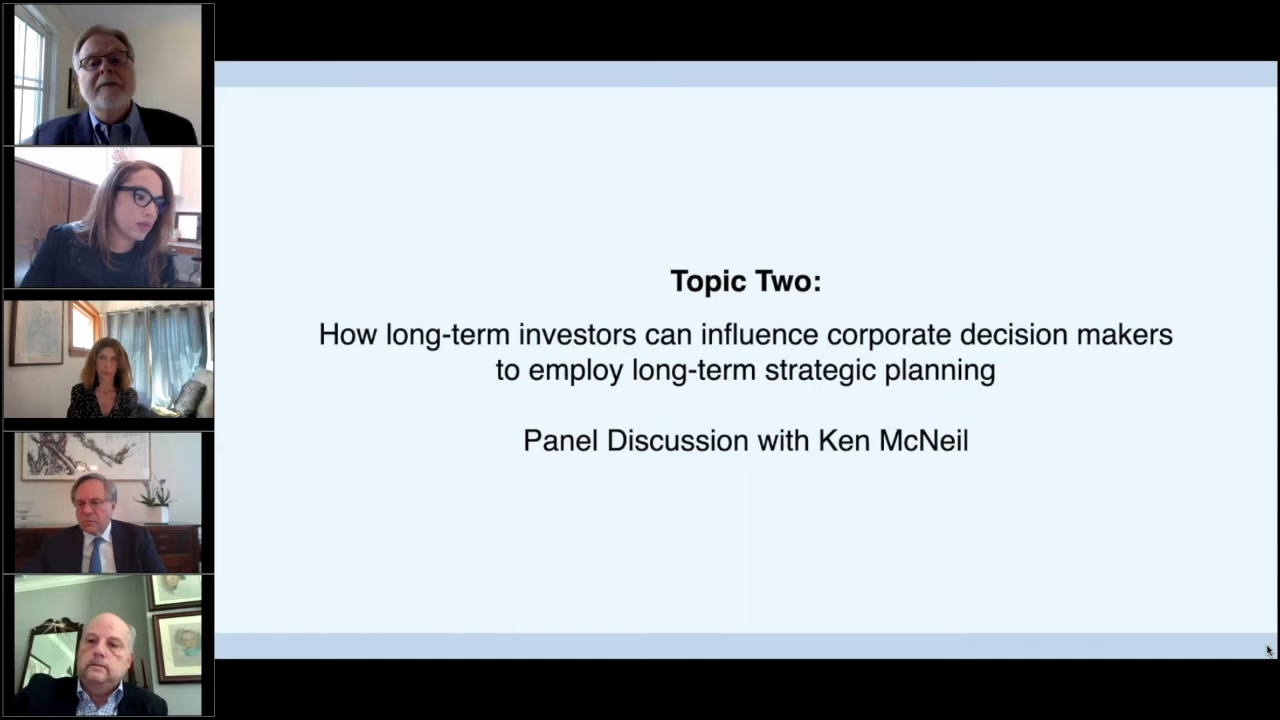 Topic Two:
How long-term investors can influence corporate decision makers
to employ long-term strategic planning
Panel Discussion with Ken McNeil